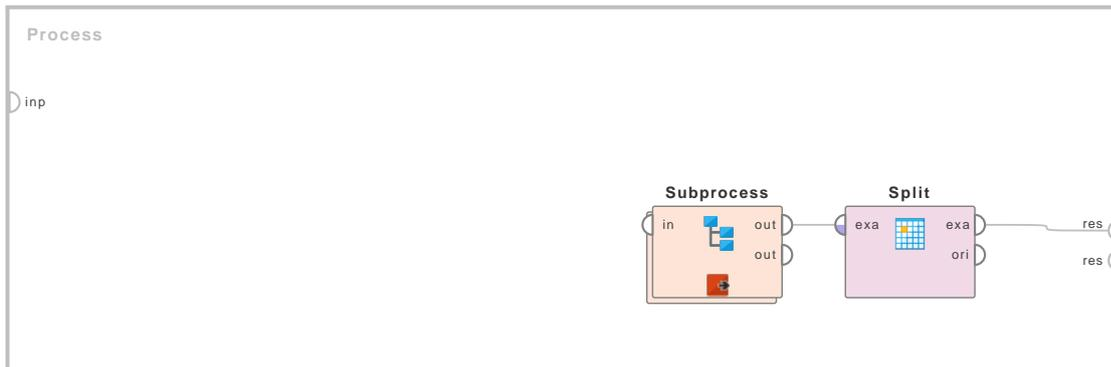 Process
inp
Subprocess
Split
in
out
exa
exa
res
out
ori
res